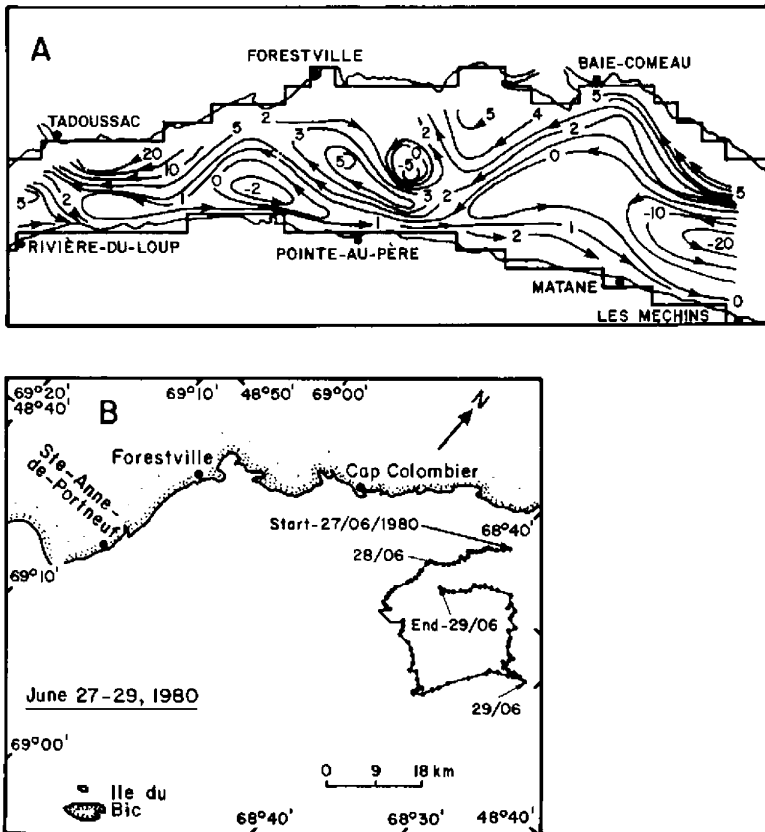 A
FORESTVILLE
BAIE-COMEAU
TADOUSSAC
20
10
5
2
3
2
5
4
2
0
5
5
2
0
-2
1
5
-5
0
3
2
0
1
2
-10
-20
5
0
1
RIVIÈRE-DU-LOUP
POINTE-AU-PÈRE
MATANE
LES MECHINS
B
69°20'
48°40'
69°10'
48°50'
69°00'
N
Ste-Anne-
de-Portneuf
Forestville
Cap Colombier
Start-27/06/1980
28/06
68°40'
69°10'
End-29/06
29/06
June 27-29, 1980
69°00'
0 9 18 km
Ile du
Bic
68°40'
68°30'
48°40'